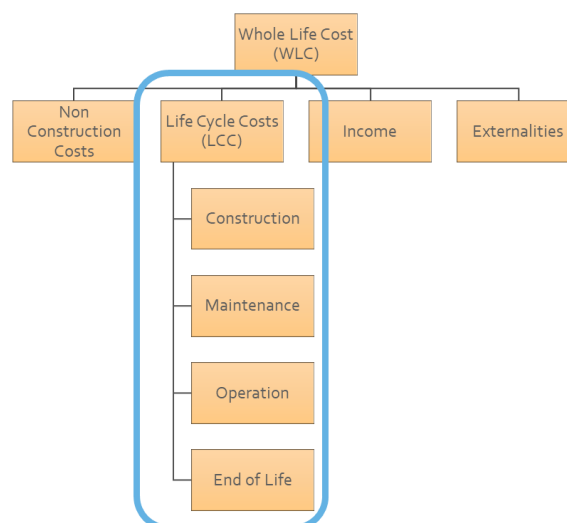 Whole Life Cost
(WLC)
Non
Construction
Costs
Life Cycle Costs
(LCC)
Income
Externalities
Construction
Maintenance
Operation
End of Life